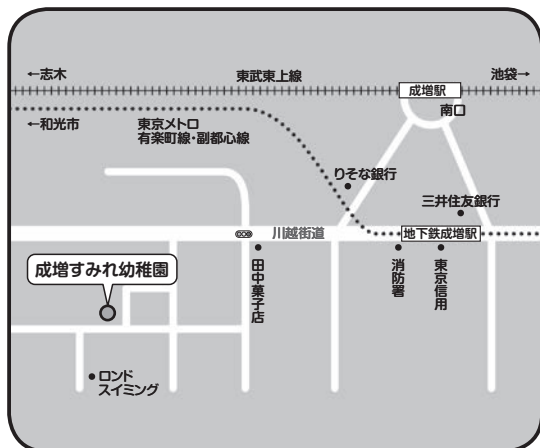 ←志木
東武東上線
成増駅
池袋→
南口
←和光市
東京メトロ
有楽町線・副都心線
りそな銀行
三井住友銀行
川越街道
地下鉄成増駅
成増すみれ幼稚園
田中菓子店
消防署
東京信用
ロンド
スイミング